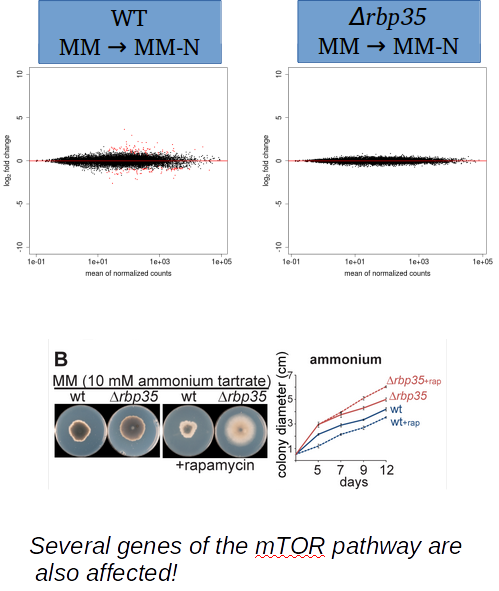 WT
MM → MM-N
Δrbp35
MM → MM-N
log₂ fold change
10
5
0
-5
-10
1e-01
1e+01
1e+03
1e+05
mean of normalized counts
log₂ fold change
10
5
0
-5
-10
1e-01
1e+01
1e+03
1e+05
mean of normalized counts
B
MM (10 mM ammonium tartrate)
wt
Δrbp35
wt
Δrbp35
+rapamycin
ammonium
colony diameter (cm)
7
5
3
1
Δrbp35+rap
Δrbp35
wt
wt+rap
5
7
9
12
days
Several genes of the mTOR pathway are
also affected!